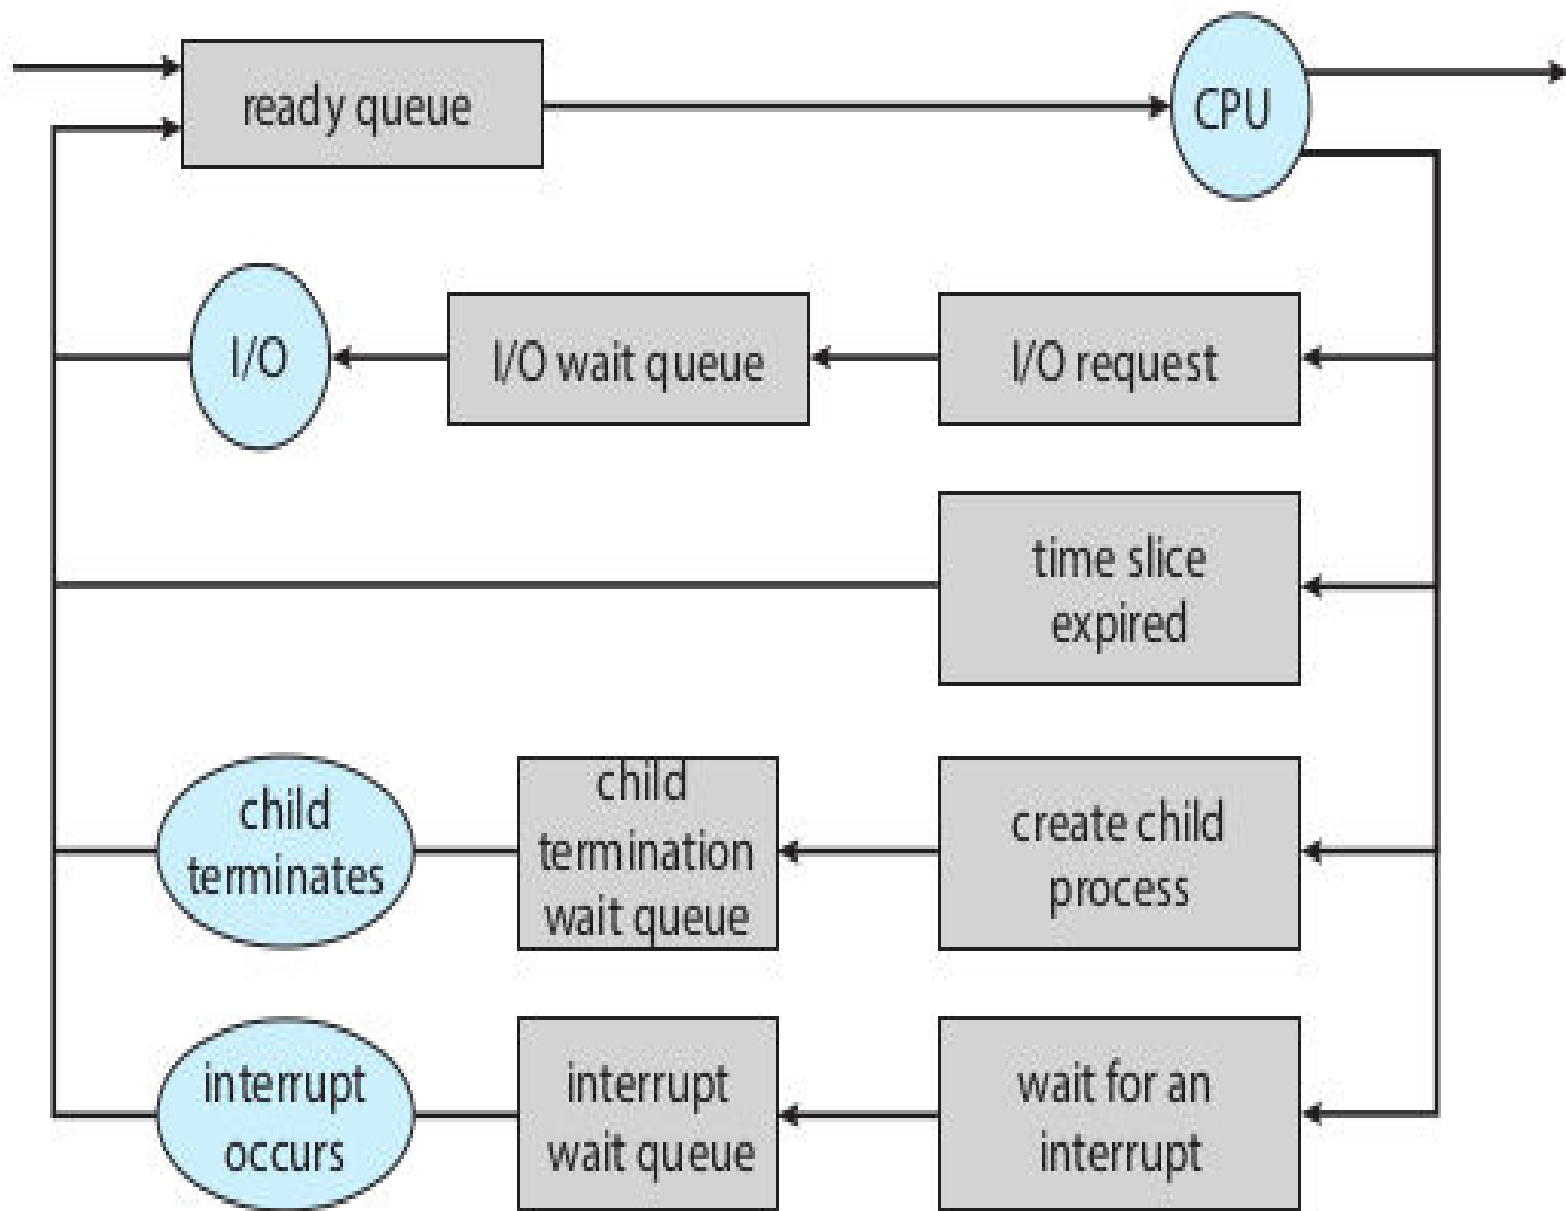 ready queue
CPU
I/O
I/O wait queue
I/O request
time slice
expired
child
terminates
child
termination
wait queue
create child
process
interrupt
occurs
interrupt
wait queue
wait for an
interrupt